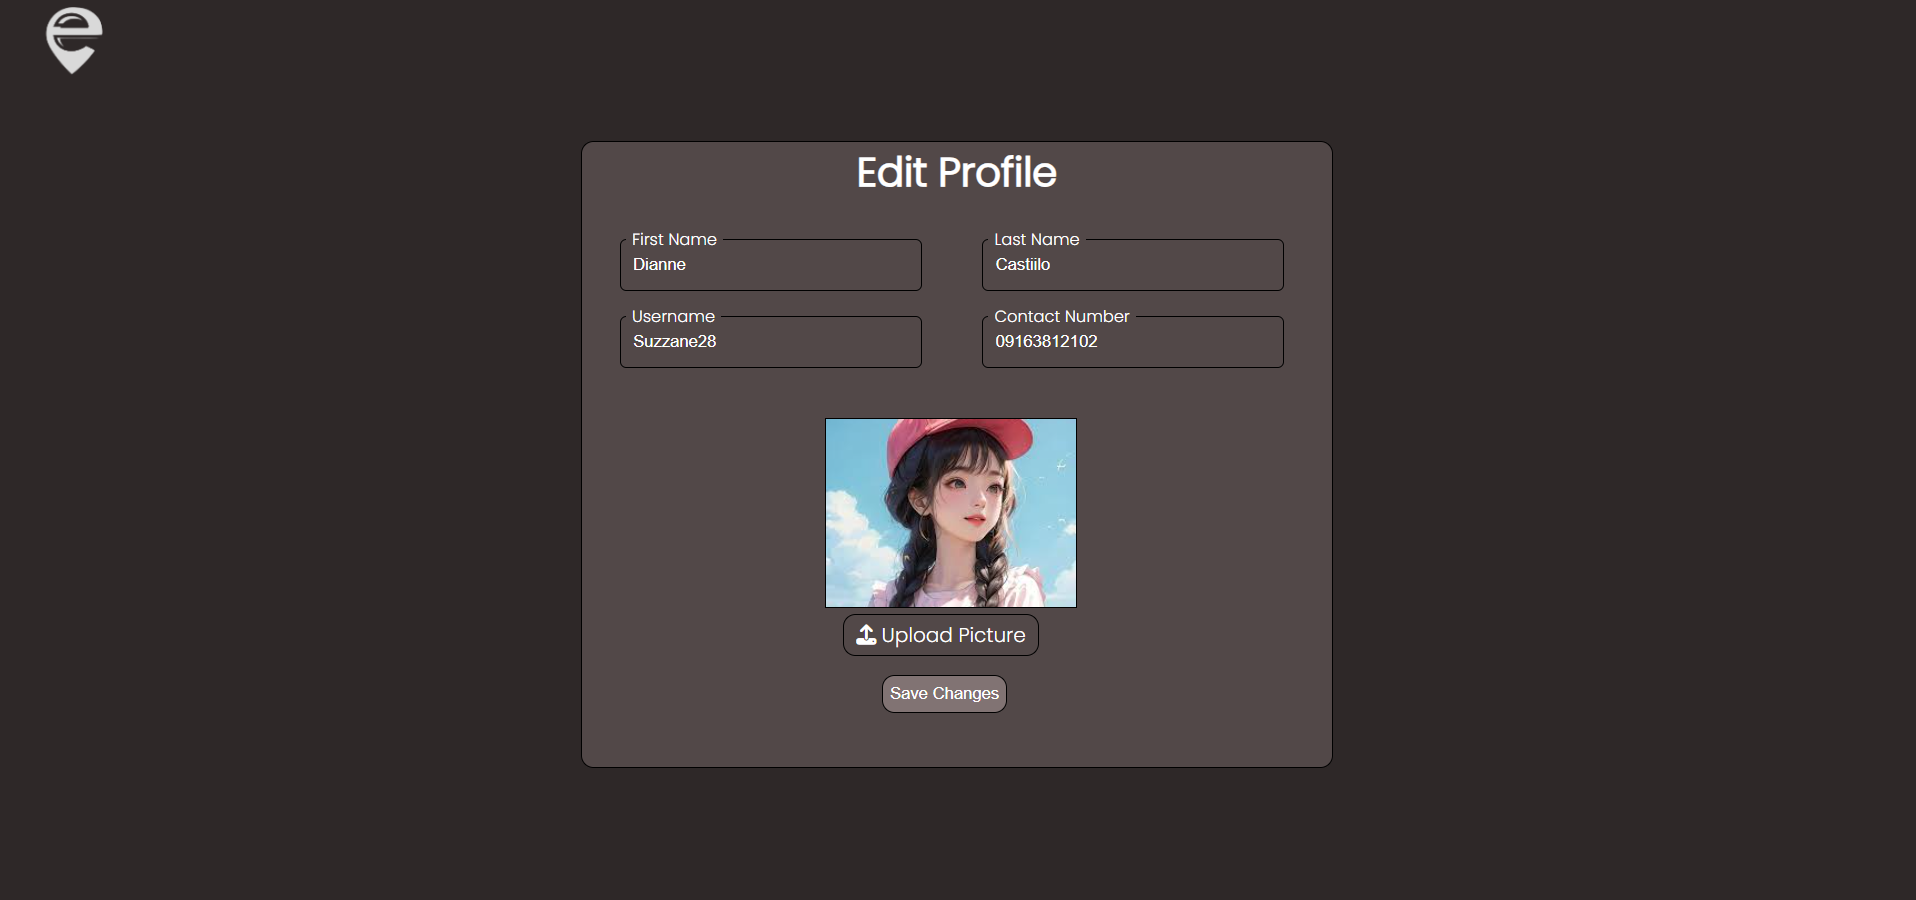 e
Edit Profile
First Name
Dianne
Last Name
Castiilo
Username
Suzzane28
Contact Number
09163812102
Upload Picture
Save Changes